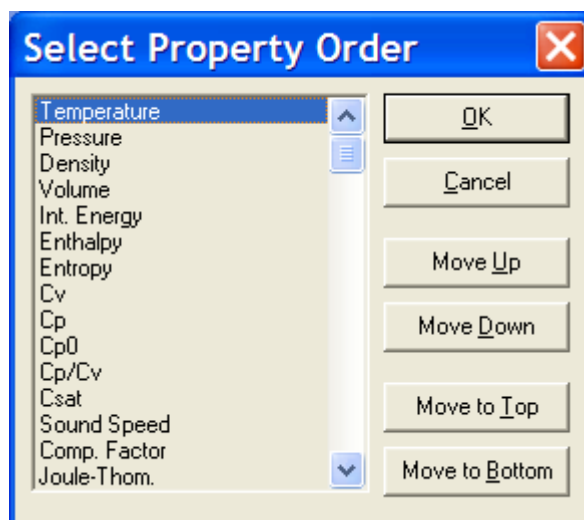 Select Property Order
Temperature
Pressure
Density
Volume
Int. Energy
Enthalpy
Entropy
Cv
Cp
Cp0
Cp/Cv
Csat
Sound Speed
Comp. Factor
Joule-Thom.
OK
Cancel
Move Up
Move Down
Move to Top
Move to Bottom